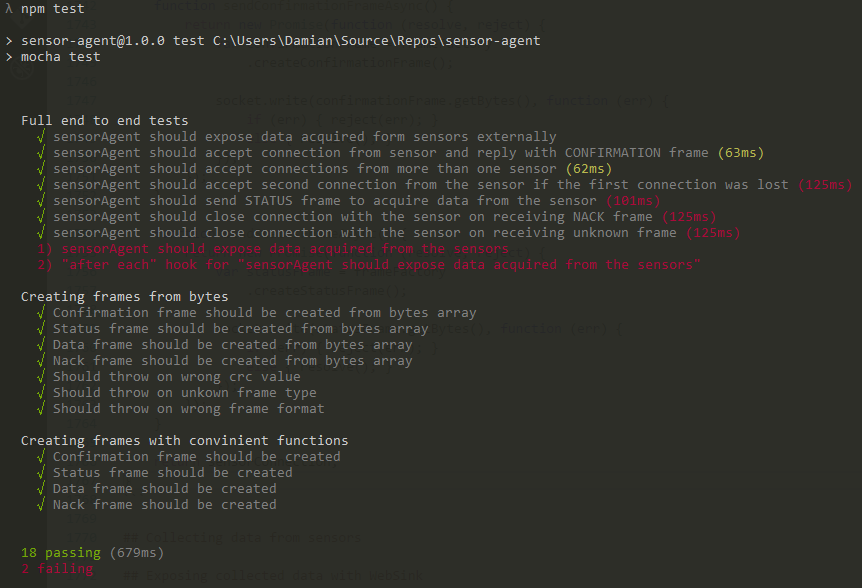 λ npm test
> sensor-agent@1.0.0 test C:\Users\Damian\Source\Repos\sensor-agent
> mocha test
Full end to end tests
√ sensorAgent should expose data acquired form sensors externally
√ sensorAgent should accept connection from sensor and reply with CONFIRMATION frame (63ms)
√ sensorAgent should accept connections from more than one sensor (62ms)
√ sensorAgent should accept second connection from the sensor if the first connection was lost (125ms)
√ sensorAgent should send STATUS frame to acquire data from the sensor (101ms)
√ sensorAgent should close connection with the sensor on receiving NACK frame (125ms)
√ sensorAgent should close connection with the sensor on receiving unknown frame (125ms)
1) sensorAgent should expose data acquired from the sensors
2) "after each" hook for "sensorAgent should expose data acquired from the sensors"
Creating frames from bytes
√ Confirmation frame should be created from bytes array
√ Status frame should be created from bytes array
√ Data frame should be created from bytes array
√ Nack frame should be created from bytes array
√ Should throw on wrong crc value
√ Should throw on unkown frame type
√ Should throw on wrong frame format
Creating frames with convinient functions
√ Confirmation frame should be created
√ Status frame should be created
√ Data frame should be created
√ Nack frame should be created
18 passing (679ms)
2 failing